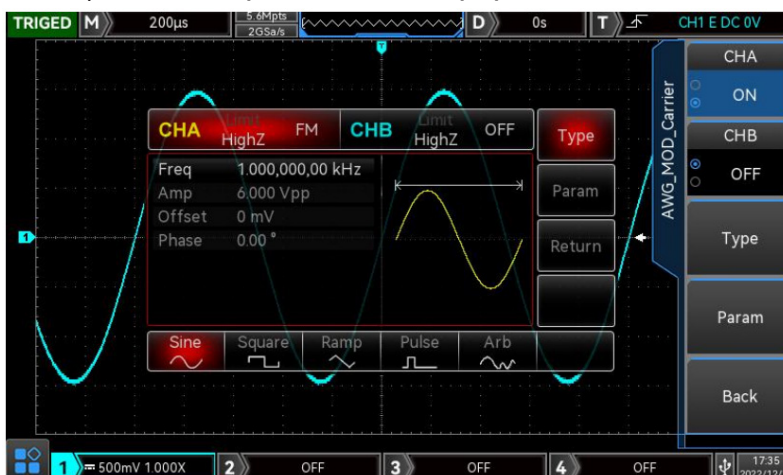 TRIGED M 200µs 5.6Mpts 2GSa/s D 0s T CH1 E DC 0V
CHA
ON
CHB
OFF
Type
Param
Back
AWG_MOD_Carrier
CHA Limit HighZ FM CHB Limit HighZ OFF Type
Freq 1.000,000,00 kHz
Amp 6.000 Vpp
Offset 0 mV
Phase 0.00 °
Param
Return
Sine Square Ramp Pulse Arb
1
1 500mV 1.000X 2 OFF 3 OFF 4 OFF 17:35